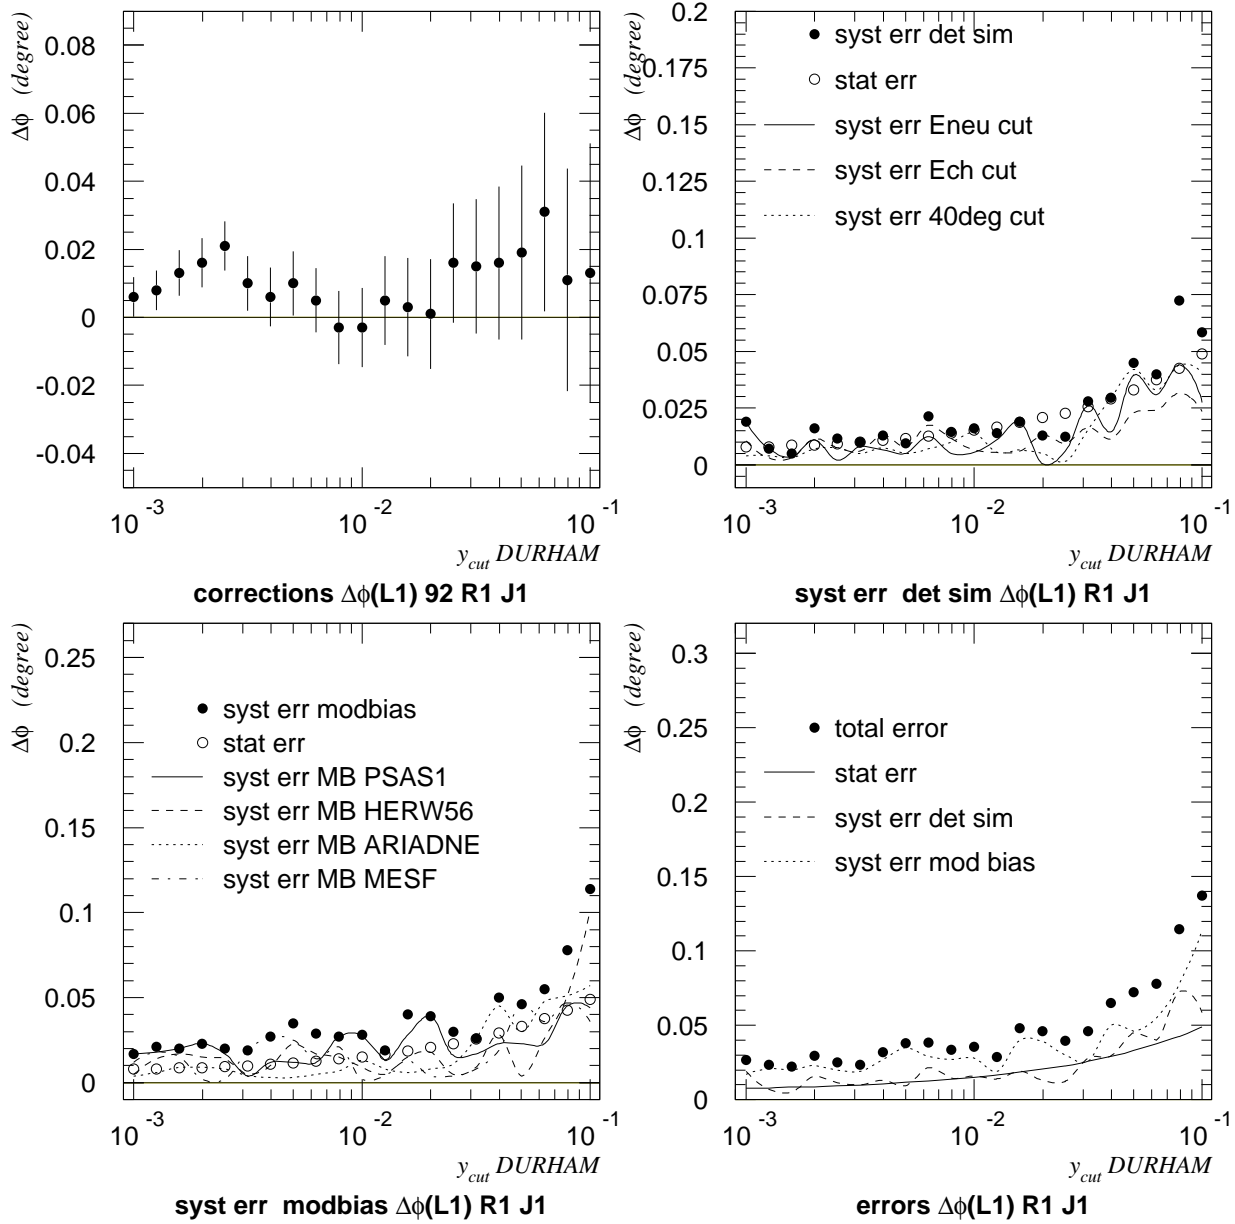 Δϕ (degree)
0.08
0.06
0.04
0.02
0
-0.02
-0.04
10 -3
10 -2
10 -1
ycut DURHAM
corrections Δϕ(L1) 92 R1 J1
Δϕ (degree)
0.2
0.175
0.15
0.125
0.1
0.075
0.05
0.025
0
syst err det sim
stat err
syst err Eneu cut
syst err Ech cut
syst err 40deg cut
10 -3
10 -2
10 -1
ycut DURHAM
syst err det sim Δϕ(L1) R1 J1
Δϕ (degree)
0.25
0.2
0.15
0.1
0.05
0
syst err modbias
stat err
syst err MB PSAS1
syst err MB HERW56
syst err MB ARIADNE
syst err MB MESF
10 -3
10 -2
10 -1
ycut DURHAM
syst err modbias Δϕ(L1) R1 J1
Δϕ (degree)
0.3
0.25
0.2
0.15
0.1
0.05
0
total error
stat err
syst err det sim
syst err mod bias
10 -3
10 -2
10 -1
ycut DURHAM
errors Δϕ(L1) R1 J1